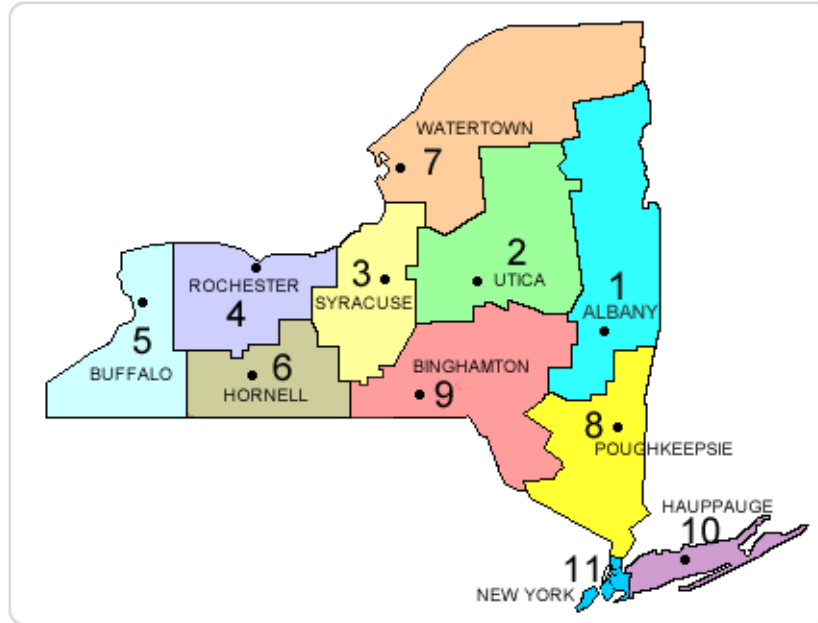 WATERTOWN
7
2
UTICA
3
SYRACUSE
ROCHESTER
4
1
ALBANY
5
BUFFALO
6
HORNELL
BINGHAMTON
9
8
POUGHKEEPSIE
HAUPPAUGE
10
11
NEW YORK